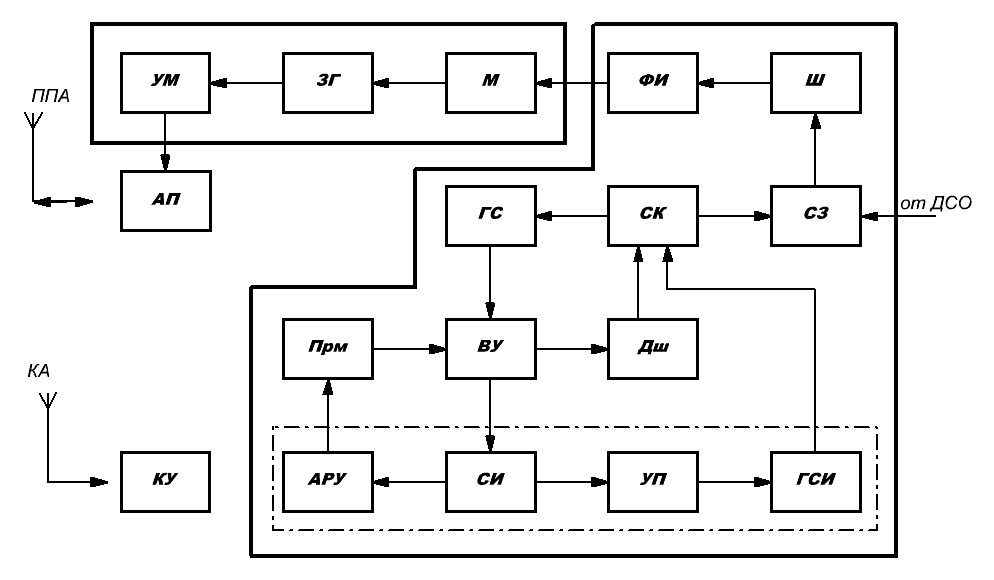 УМ ЗГ М ФИ Ш
ППА
АП ГС СК СЗ от ДСО
Прм ВУ Дш
КА
КУ АРУ СИ УП ГСИ